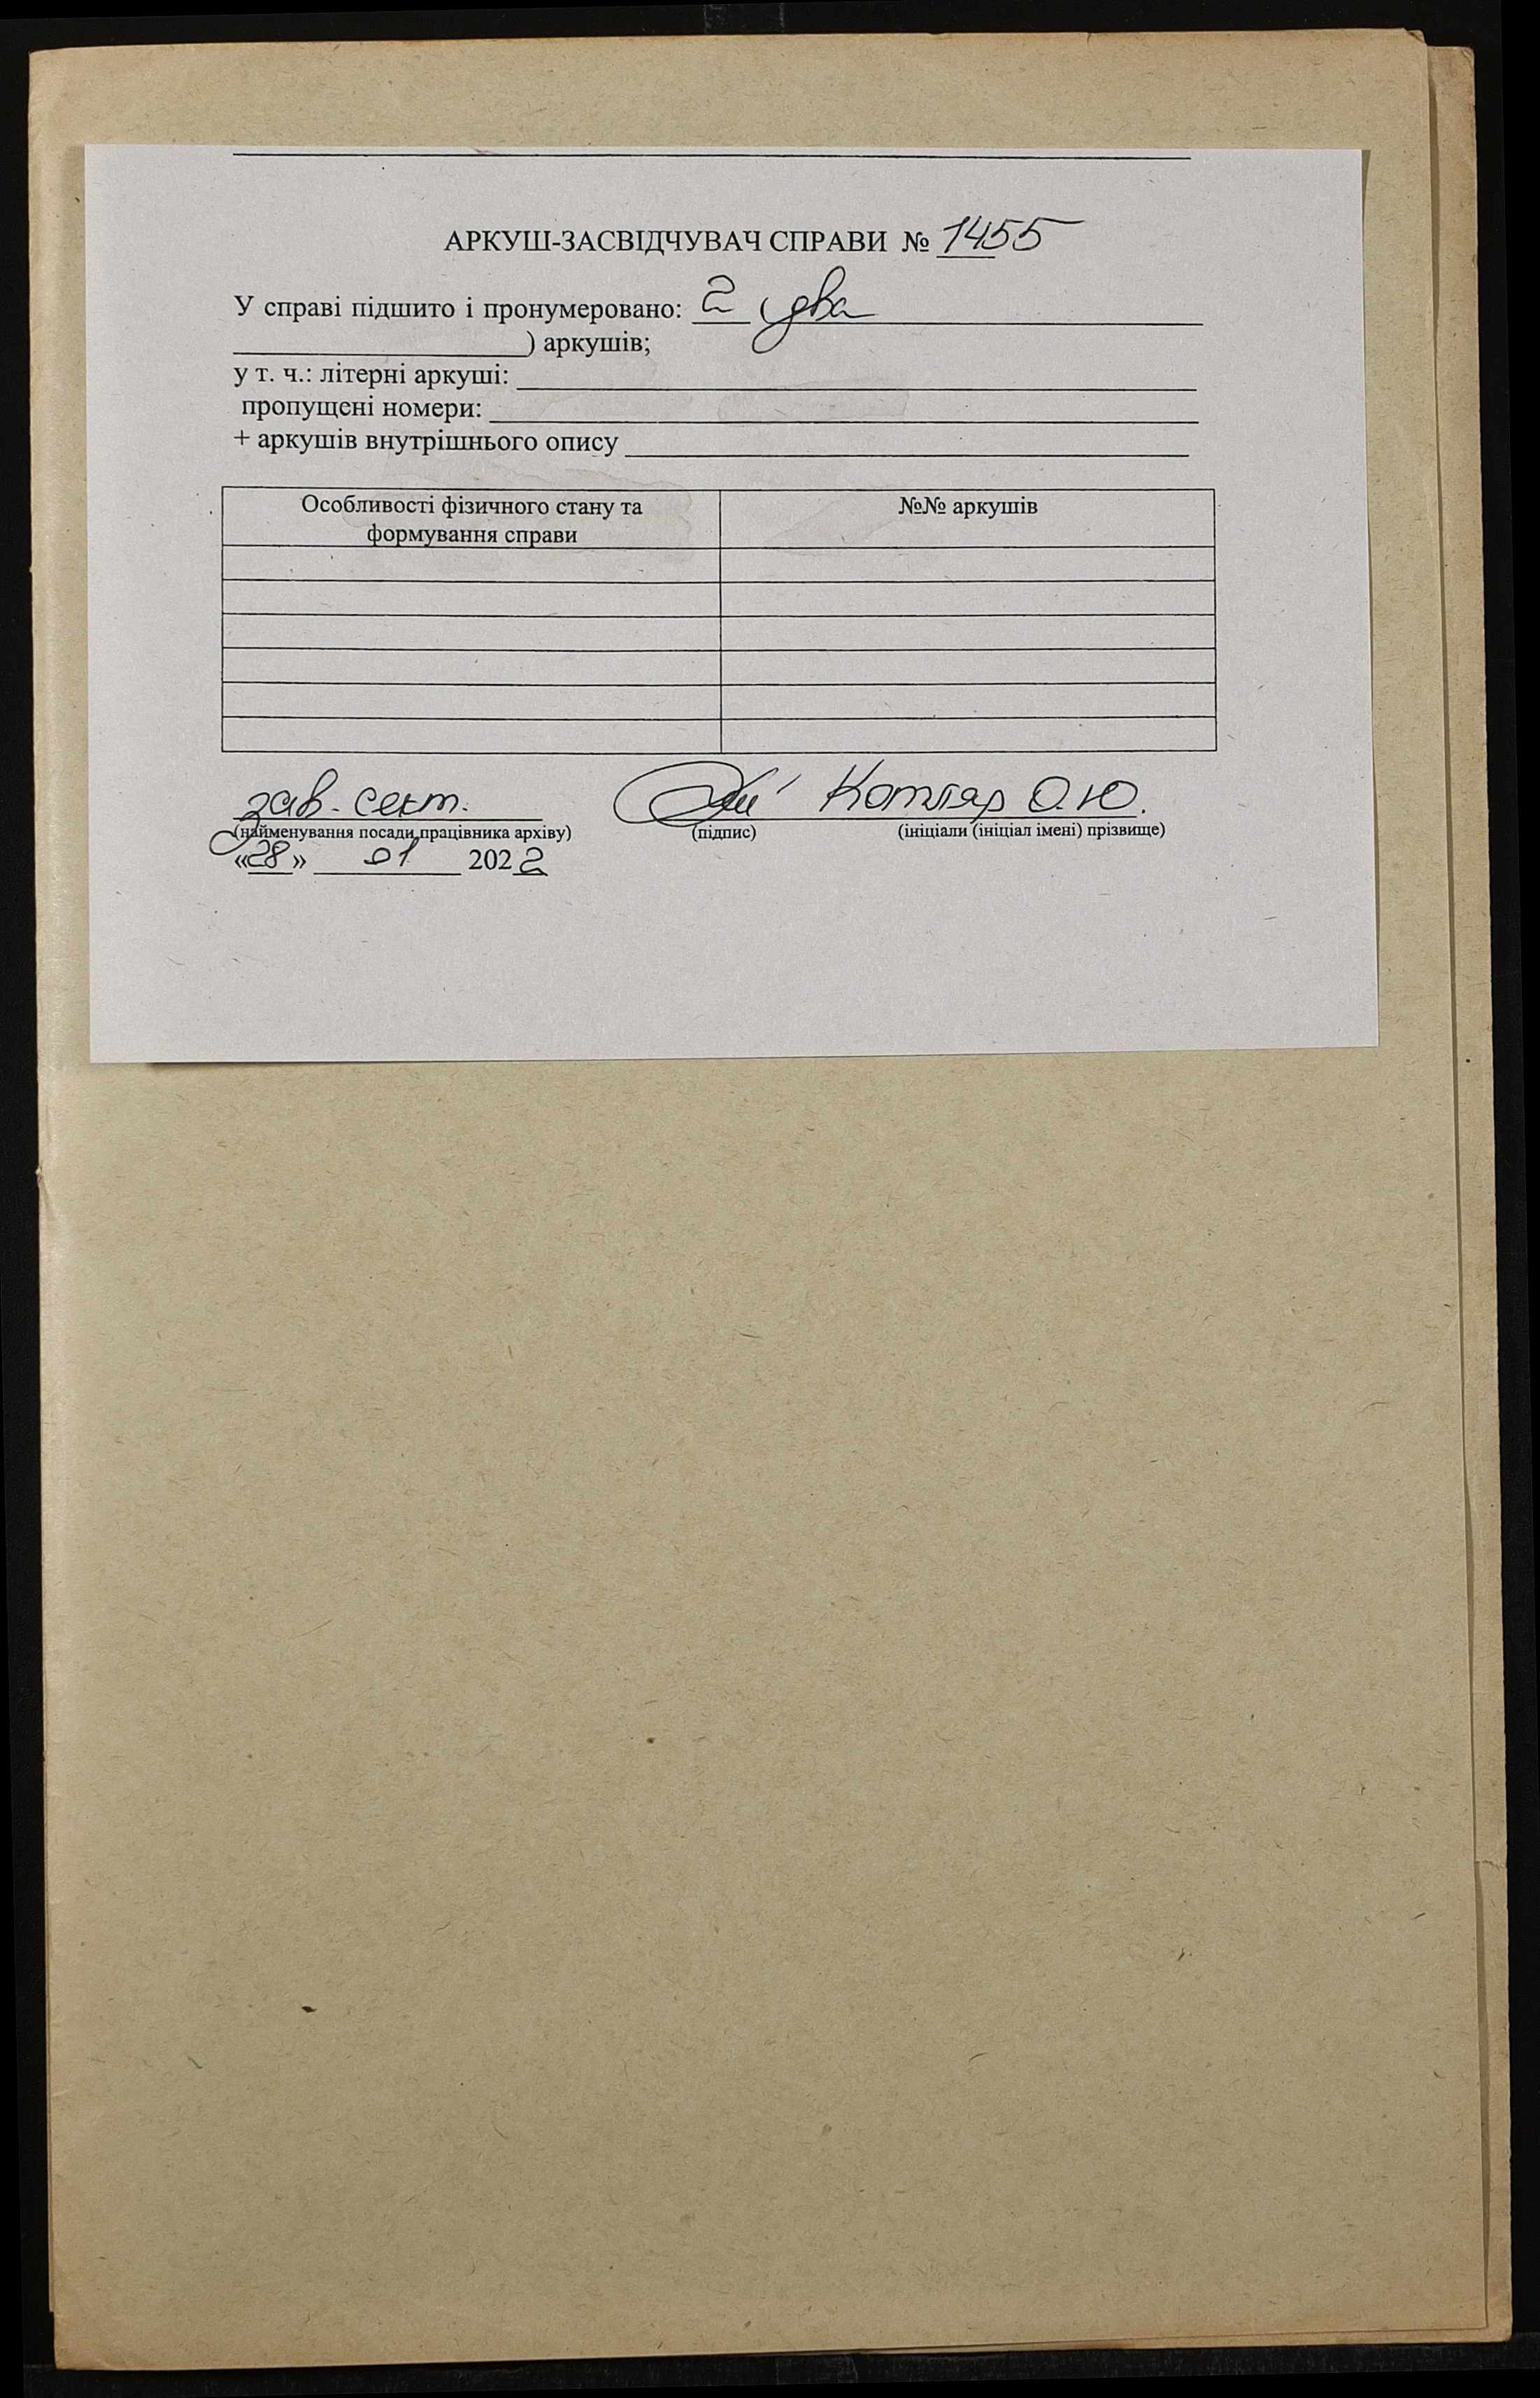 АРКУШ-ЗАСВІДЧУВАЧ СПРАВИ № 1455
У справі підшито і пронумеровано: 2 (два
) аркушів;
у т. ч.: літерні аркуші:
пропущені номери:
+ аркушів внутрішнього опису
Особливості фізичного стану та
формування справи
№№ аркушів
зав. сект. Котляр О.Ю.
(найменування посади працівника архіву) (підпис) (ініціали (ініціал імені) прізвище)
«28» 01 2022